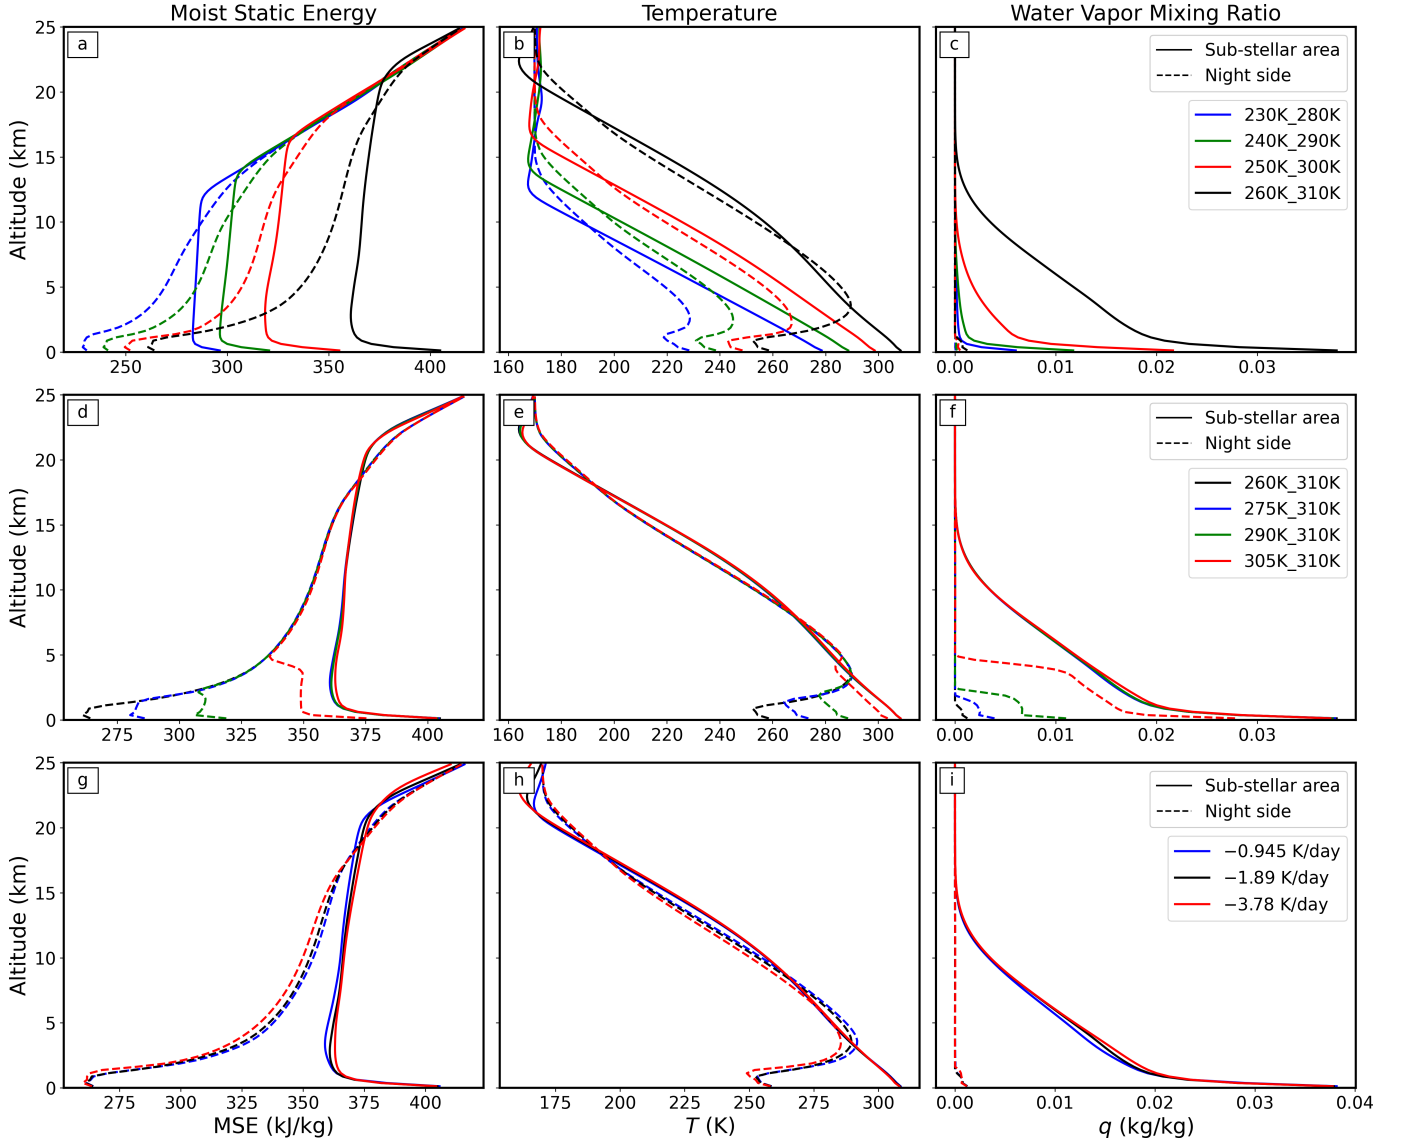 Moist Static Energy
Temperature
Water Vapor Mixing Ratio
Altitude (km)
25
20
15
10
5
0
a
250
300
350
400
b
160
180
200
220
240
260
280
300
c
Sub-stellar area
Night side
230K_280K
240K_290K
250K_300K
260K_310K
0.00
0.01
0.02
0.03
Altitude (km)
25
20
15
10
5
0
d
275
300
325
350
375
400
e
160
180
200
220
240
260
280
300
f
Sub-stellar area
Night side
260K_310K
275K_310K
290K_310K
305K_310K
0.00
0.01
0.02
0.03
Altitude (km)
25
20
15
10
5
0
g
275
300
325
350
375
400
MSE (kJ/kg)
h
175
200
225
250
275
300
T (K)
i
Sub-stellar area
Night side
−0.945 K/day
−1.89 K/day
−3.78 K/day
0.00
0.01
0.02
0.03
0.04
q (kg/kg)